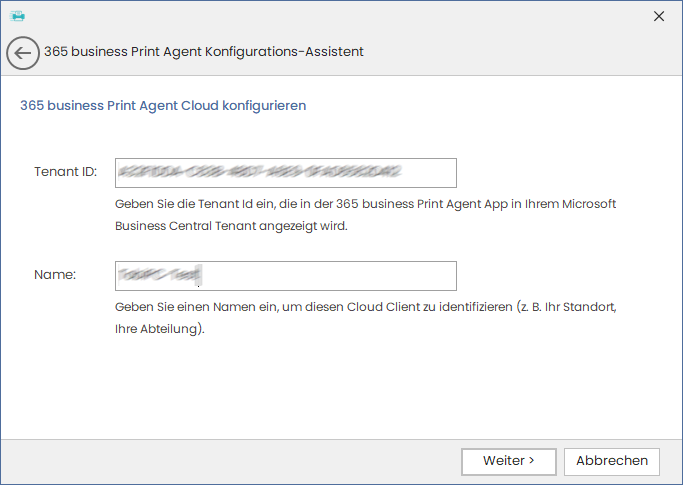 365 business Print Agent Konfigurations-Assistent
365 business Print Agent Cloud konfigurieren
Tenant ID:
Geben Sie die Tenant Id ein, die in der 365 business Print Agent App in Ihrem Microsoft
Business Central Tenant angezeigt wird.
Name:
Geben Sie einen Namen ein, um diesen Cloud Client zu identifizieren (z. B. Ihr Standort,
Ihre Abteilung).
Weiter > Abbrechen